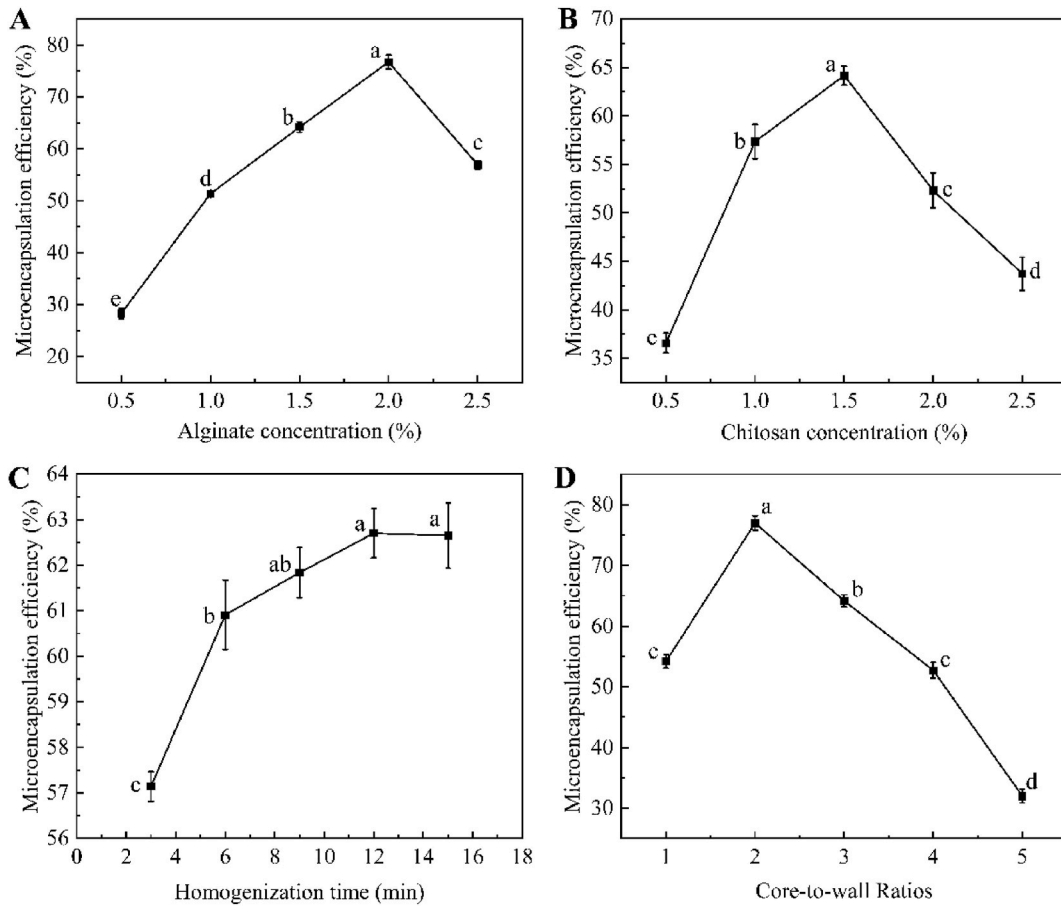 A
Microencapsulation efficiency (%)
80
70
60
50
40
30
20
a
b
c
d
e
0.5 1.0 1.5 2.0 2.5
Alginate concentration (%)
B
Microencapsulation efficiency (%)
70
65
60
55
50
45
40
35
a
b
c
d
c
0.5 1.0 1.5 2.0 2.5
Chitosan concentration (%)
C
Microencapsulation efficiency (%)
64
63
62
61
60
59
58
57
56
a
a
ab
b
c
0 2 4 6 8 10 12 14 16 18
Homogenization time (min)
D
Microencapsulation efficiency (%)
80
70
60
50
40
30
a
b
c
c
d
1 2 3 4 5
Core-to-wall Ratios